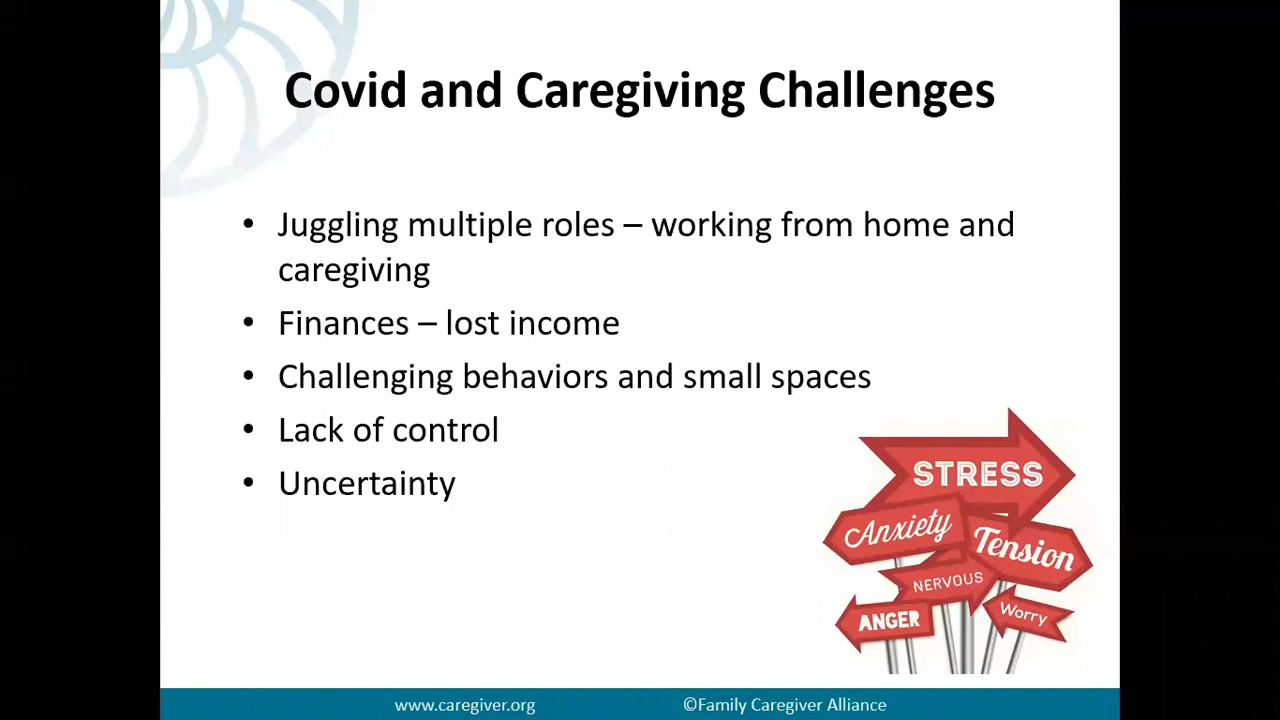 Covid and Caregiving Challenges
• Juggling multiple roles – working from home and
caregiving
• Finances – lost income
• Challenging behaviors and small spaces
• Lack of control
• Uncertainty
STRESS
Anxiety
Tension
NERVOUS
ANGER
Worry
www.caregiver.org
©Family Caregiver Alliance